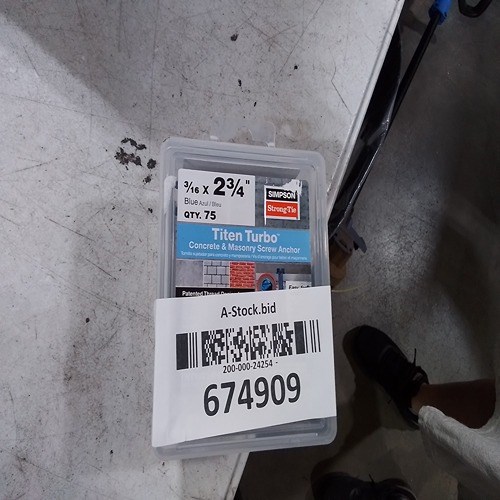 3/16 x 2 3/4"
Blue Azul / Bleu
QTY. 75
SIMPSON
Strong-Tie
Titen Turbo™
Concrete & Masonry Screw Anchor
Patented Thread
A-Stock.bid
200-000-24254 -
674909